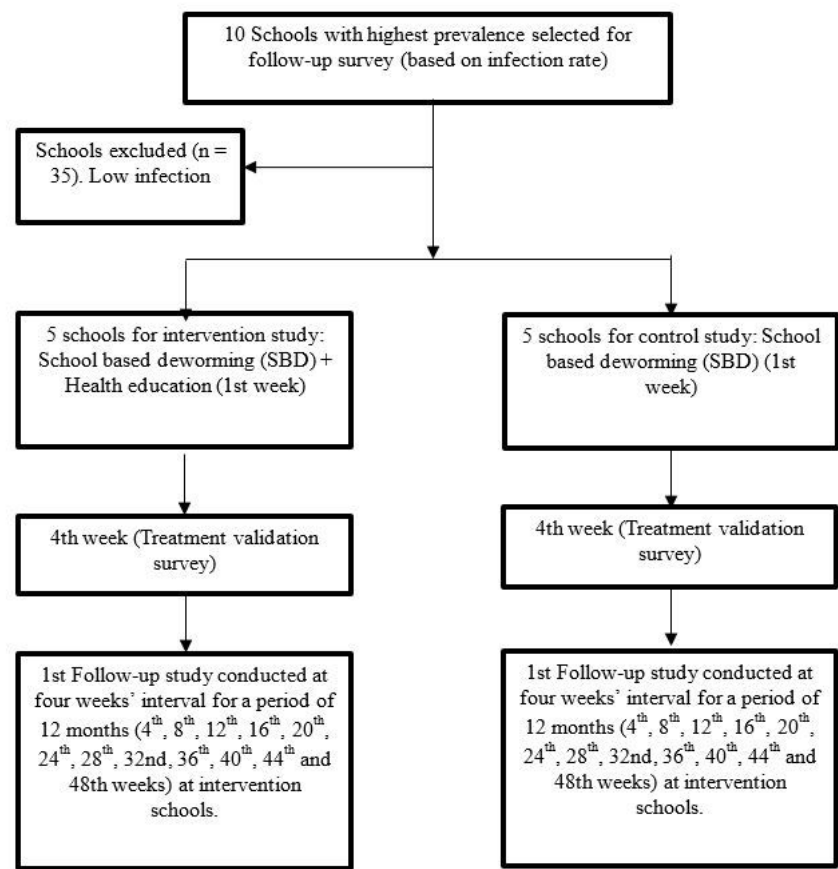 10 Schools with highest prevalence selected for
follow-up survey (based on infection rate)
Schools excluded (n =
35). Low infection
5 schools for intervention study:
School based deworming (SBD) +
Health education (1st week)
5 schools for control study: School
based deworming (SBD) (1st
week)
4th week (Treatment validation
survey)
4th week (Treatment validation
survey)
1st Follow-up study conducted at
four weeks’ interval for a period of
12 months (4th, 8th, 12th, 16th, 20th,
24th, 28th, 32nd, 36th, 40th, 44th and
48th weeks) at intervention
schools.
1st Follow-up study conducted at
four weeks’ interval for a period of
12 months (4th, 8th, 12th, 16th, 20th,
24th, 28th, 32nd, 36th, 40th, 44th and
48th weeks) at intervention
schools.